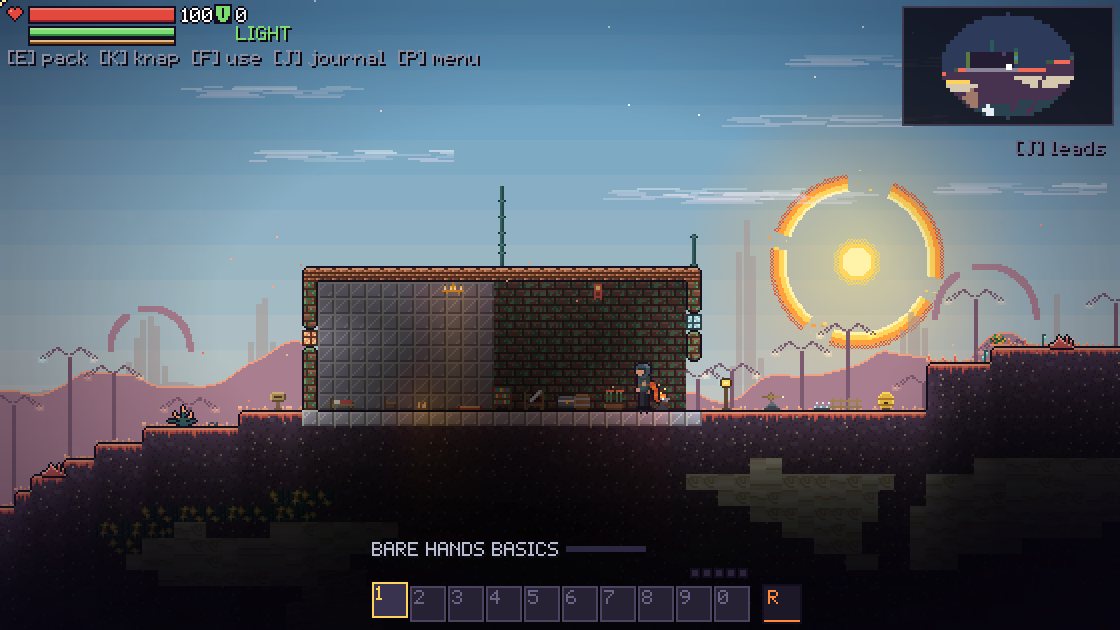 100 0
LIGHT
[E] pack [K] knap [F] use [J] journal [P] menu
[J] leads
BARE HANDS BASICS
1 2 3 4 5 6 7 8 9 0 R